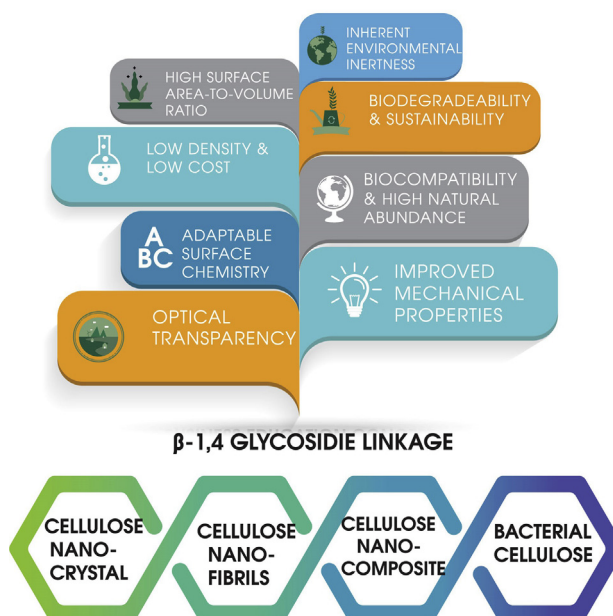 INHERENT
ENVIRONMENTAL
INERTNESS
HIGH SURFACE
AREA-TO-VOLUME
RATIO
BIODEGRADEABILITY
& SUSTAINABILITY
LOW DENSITY &
LOW COST
BIOCOMPATIBILITY
& HIGH NATURAL
ABUNDANCE
A
BC
ADAPTABLE
SURFACE
CHEMISTRY
IMPROVED
MECHANICAL
PROPERTIES
OPTICAL
TRANSPARENCY
β-1,4 GLYCOSIDIE LINKAGE
CELLULOSE
NANO-
CRYSTAL
CELLULOSE
NANO-
FIBRILS
CELLULOSE
NANO-
COMPOSITE
BACTERIAL
CELLULOSE